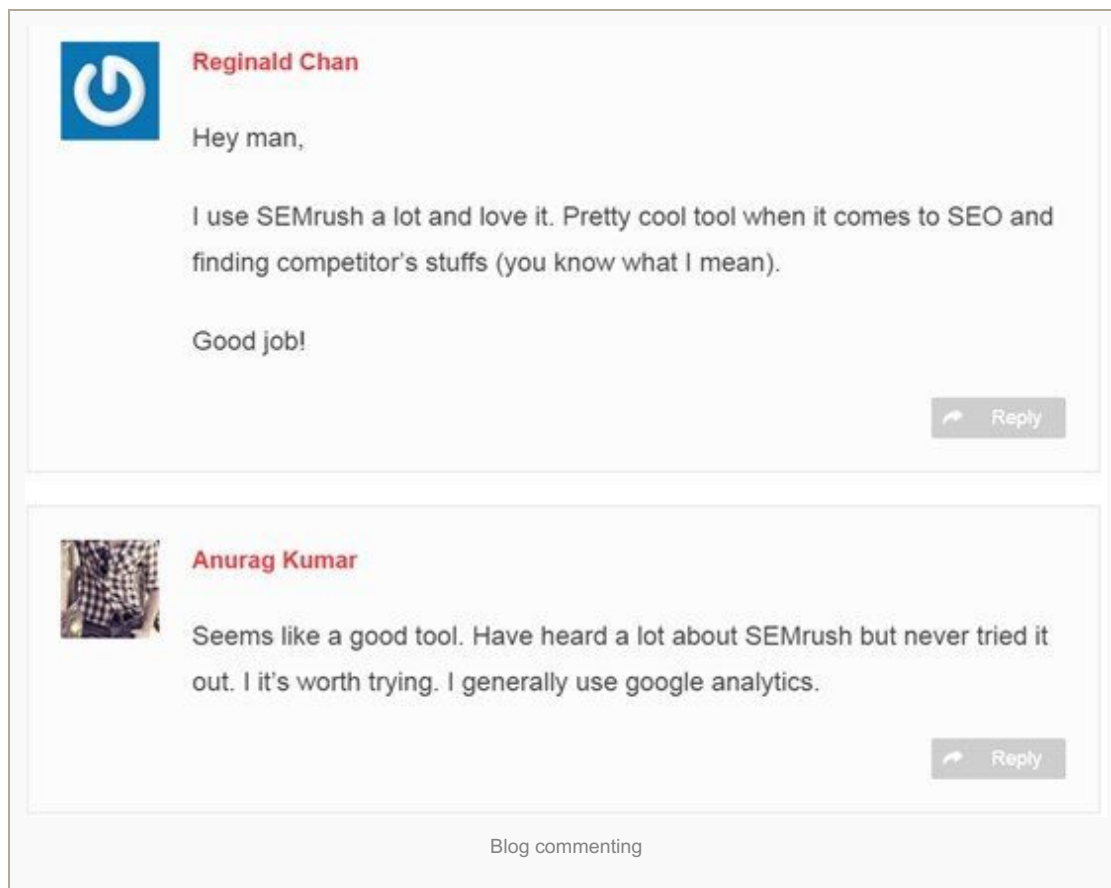 Reginald Chan
Hey man,
I use SEMrush a lot and love it. Pretty cool tool when it comes to SEO and
finding competitor's stuffs (you know what I mean).
Good job!
Reply
Anurag Kumar
Seems like a good tool. Have heard a lot about SEMrush but never tried it
out. I it's worth trying. I generally use google analytics.
Reply
Blog commenting